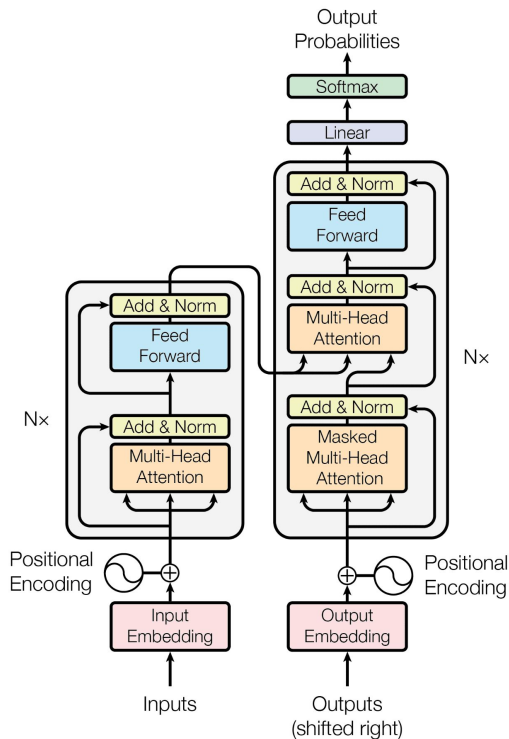 Output
Probabilities
Softmax
Linear
Add & Norm
Feed
Forward
Add & Norm
Multi-Head
Attention
Add & Norm
Masked
Multi-Head
Attention
N×
Add & Norm
Feed
Forward
Add & Norm
Multi-Head
Attention
N×
Positional
Encoding
Positional
Encoding
Input
Embedding
Output
Embedding
Inputs
Outputs
(shifted right)